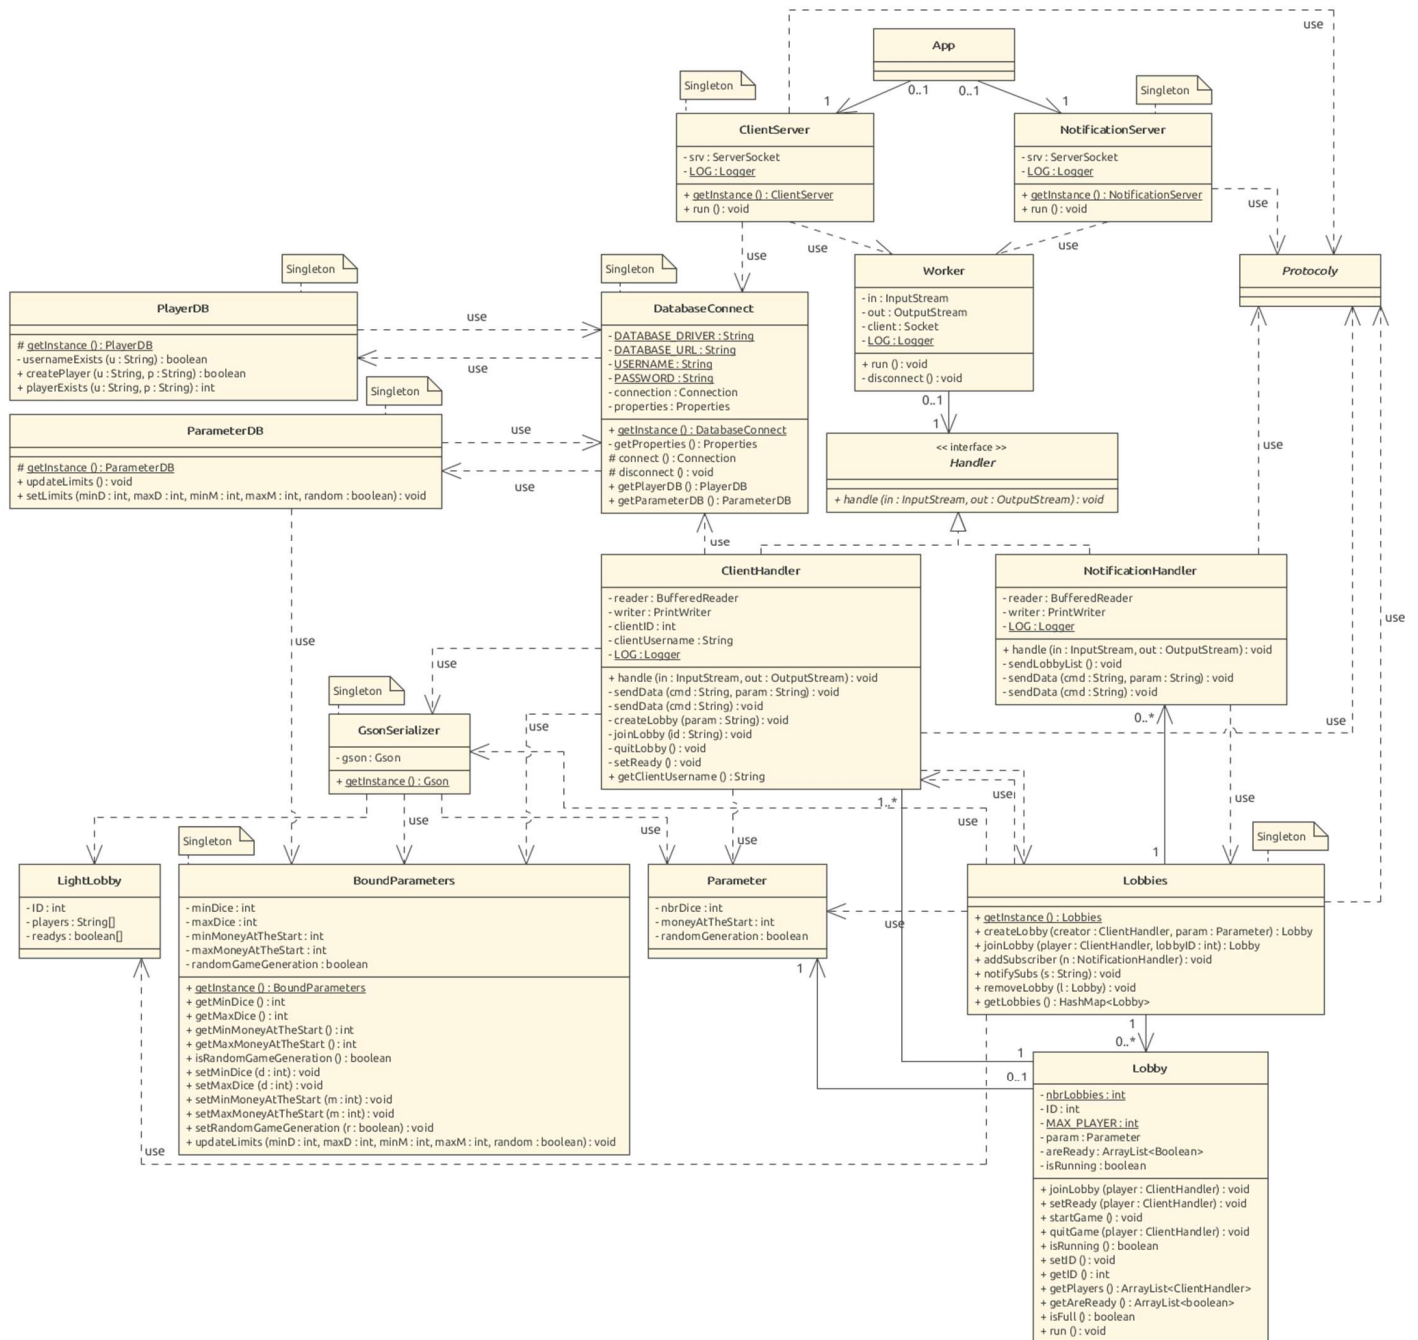 use
App
0..1
0..1
1
1
Singleton
Singleton
ClientServer
- srv : ServerSocket
- LOG : Logger
+ getInstance () : ClientServer
+ run () : void
NotificationServer
- srv : ServerSocket
- LOG : Logger
+ getInstance () : NotificationServer
+ run () : void
use
use
use
use
Protocoly
Singleton
PlayerDB
# getInstance () : PlayerDB
- usernameExists (u : String) : boolean
+ createPlayer (u : String, p : String) : boolean
+ playerExists (u : String, p : String) : int
use
use
Singleton
DatabaseConnect
- DATABASE_DRIVER : String
- DATABASE_URL : String
- USERNAME : String
- PASSWORD : String
- connection : Connection
- properties : Properties
+ getInstance () : DatabaseConnect
- getProperties () : Properties
# connect () : Connection
# disconnect () : void
+ getPlayerDB () : PlayerDB
+ getParameterDB () : ParameterDB
Worker
- in : InputStream
- out : OutputStream
- client : Socket
- LOG : Logger
+ run () : void
- disconnect () : void
0..1
1
Singleton
ParameterDB
# getInstance () : ParameterDB
+ updateLimits () : void
+ setLimits (minD : int, maxD : int, minM : int, maxM : int, random : boolean) : void
use
use
<< interface >>
Handler
+ handle (in : InputStream, out : OutputStream) : void
use
use
use
use
ClientHandler
- reader : BufferedReader
- writer : PrintWriter
- clientID : int
- clientUsername : String
- LOG : Logger
+ handle (in : InputStream, out : OutputStream) : void
- sendData (cmd : String, param : String) : void
- sendData (cmd : String) : void
- createLobby (param : String) : void
- joinLobby (id : String) : void
- quitLobby () : void
- setReady () : void
+ getClientUsername () : String
NotificationHandler
- reader : BufferedReader
- writer : PrintWriter
- LOG : Logger
+ handle (in : InputStream, out : OutputStream) : void
- sendLobbyList () : void
- sendData (cmd : String, param : String) : void
- sendData (cmd : String) : void
use
use
use
0..*
Singleton
GsonSerializer
- gson : Gson
+ getInstance () : Gson
use
use
use
use
1..*
use
use
use
1
Singleton
Singleton
LightLobby
- ID : int
- players : String[]
- readys : boolean[]
BoundParameters
- minDice : int
- maxDice : int
- minMoneyAtTheStart : int
- maxMoneyAtTheStart : int
- randomGameGeneration : boolean
+ getInstance () : BoundParameters
+ getMinDice () : int
+ getMaxDice () : int
+ getMinMoneyAtTheStart () : int
+ getMaxMoneyAtTheStart () : int
+ isRandomGameGeneration () : boolean
+ setMinDice (d : int) : void
+ setMaxDice (d : int) : void
+ setMinMoneyAtTheStart (m : int) : void
+ setMaxMoneyAtTheStart (m : int) : void
+ setRandomGameGeneration (r : boolean) : void
+ updateLimits (minD : int, maxD : int, minM : int, maxM : int, random : boolean) : void
use
Parameter
- nbrDice : int
- moneyAtTheStart : int
- randomGeneration : boolean
1
use
Lobbies
+ getInstance () : Lobbies
+ createLobby (creator : ClientHandler, param : Parameter) : Lobby
+ joinLobby (player : ClientHandler, lobbyID : int) : Lobby
+ addSubscriber (n : NotificationHandler) : void
+ notifySubs (s : String) : void
+ removeLobby (l : Lobby) : void
+ getLobbies () : HashMap<Lobby>
1
0..*
1
0..1
Lobby
- nbrLobbies : int
- ID : int
- MAX_PLAYER : int
- param : Parameter
- areReady : ArrayList<Boolean>
- isRunning : boolean
+ joinLobby (player : ClientHandler) : void
+ setReady (player : ClientHandler) : void
+ startGame () : void
+ quitGame (player : ClientHandler) : void
+ isRunning () : boolean
+ setID () : void
+ getID () : int
+ getPlayers () : ArrayList<ClientHandler>
+ getAreReady () : ArrayList<boolean>
+ isFull () : boolean
+ run () : void